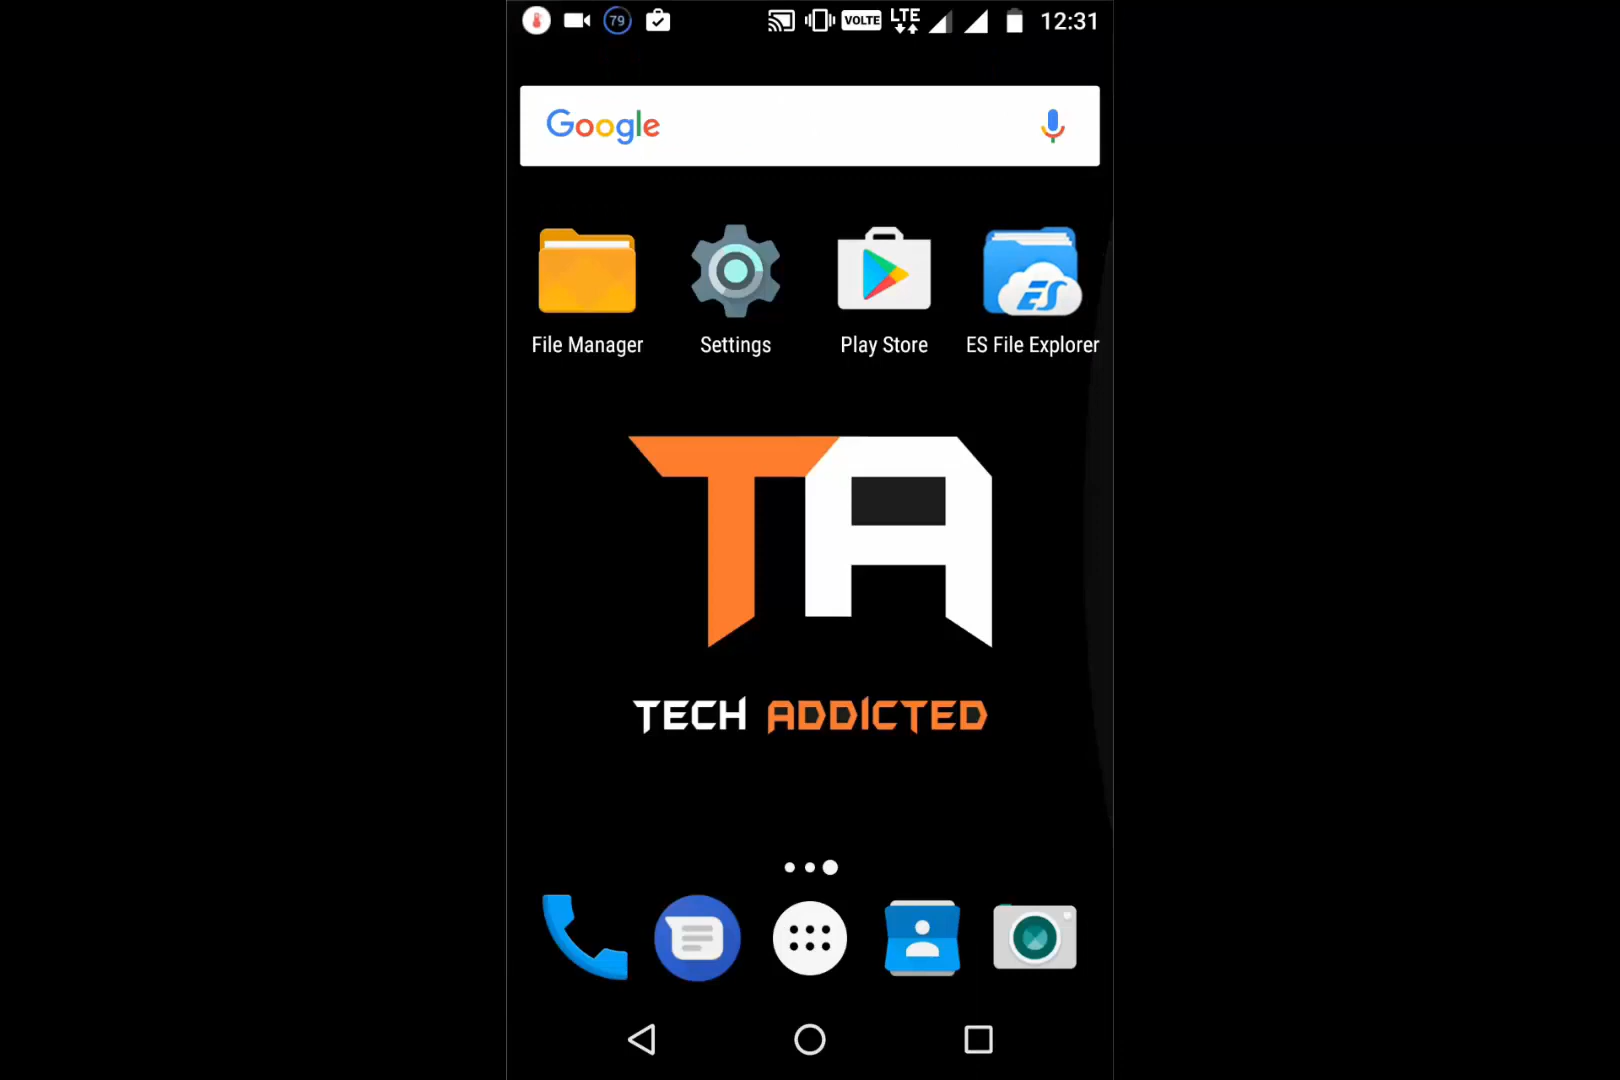 79 VOLTE LTE 12:31
Google
File Manager Settings Play Store ES File Explorer
TA
TECH ADDICTED